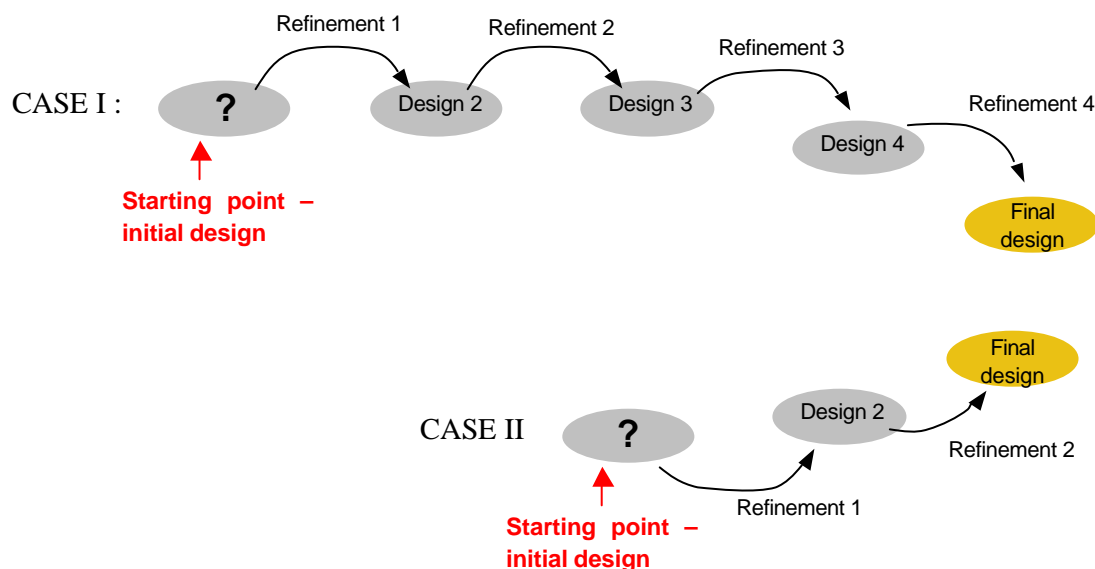 Refinement 1
Refinement 2
Refinement 3
Refinement 4
CASE I :
?
Design 2
Design 3
Design 4
Starting point –
initial design
Final
design
Final
design
CASE II
?
Design 2
Refinement 2
Refinement 1
Starting point –
initial design